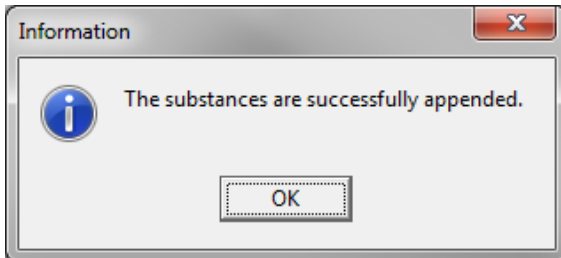 Information
The substances are successfully appended.
OK